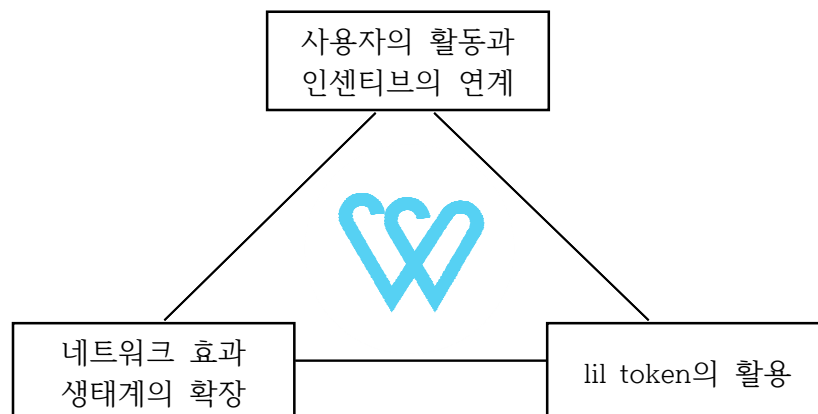 사용자의 활동과
인센티브의 연계
네트워크 효과
생태계의 확장
lil token의 활용